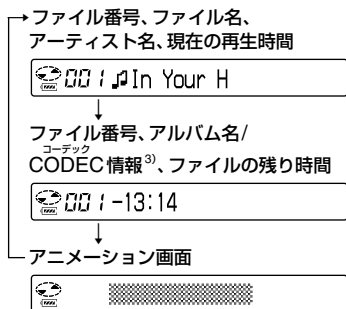 ファイル番号、ファイル名、
アーティスト名、現在の再生時間
001 ♫In Your H
ファイル番号、アルバム名/
コーデック
CODEC情報3)、ファイルの残り時間
001 -13:14
アニメーション画面